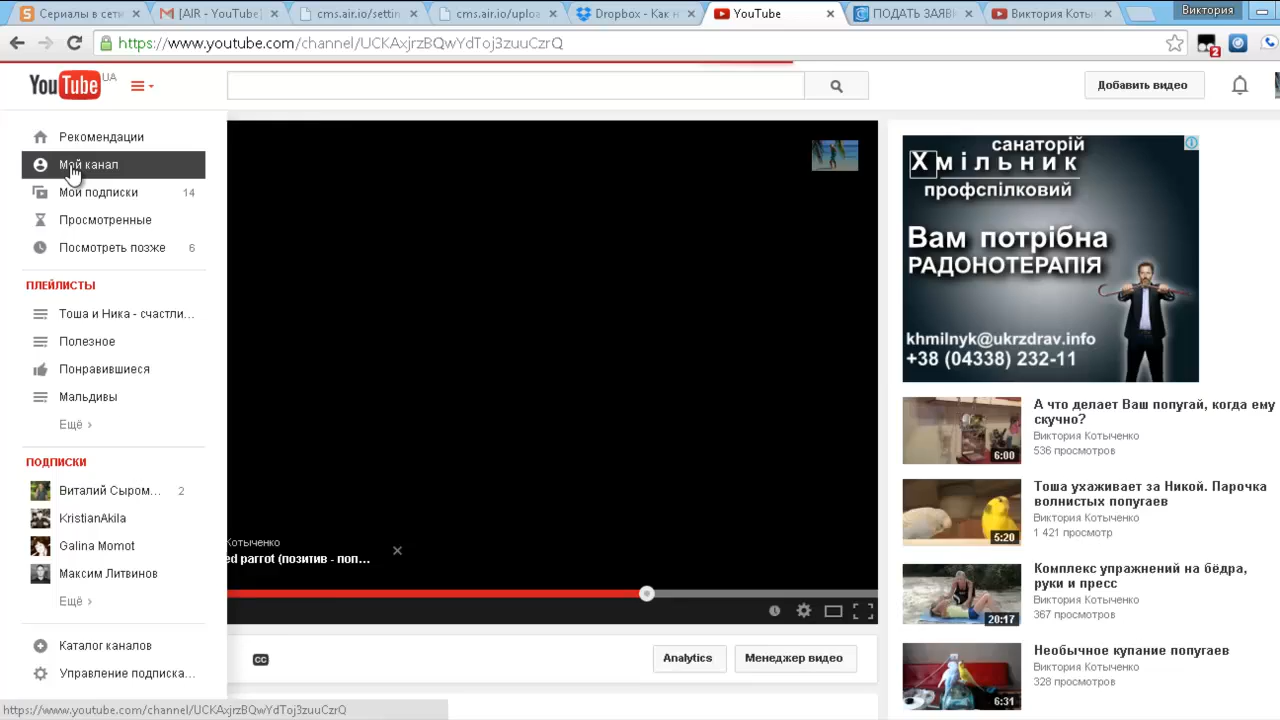 Сериалы в сети
[AIR - YouTube]
cms.air.io/settin
cms.air.io/uploa
Dropbox - Как н
YouTube
ПОДАТЬ ЗАЯВК
Виктория Коты
Виктория
https://www.youtube.com/channel/UCKAxjrzBQwYdToj3zuuCzrQ
2
YouTube UA
Добавить видео
Рекомендации
Мой канал
Мои подписки 14
Просмотренные
Посмотреть позже 6
ПЛЕЙЛИСТЫ
Тоша и Ника - счастли...
Полезное
Понравившиеся
Мальдивы
Ещё ›
ПОДПИСКИ
Виталий Сыром... 2
KristianAkila
Galina Momot
Максим Литвинов
Ещё ›
Каталог каналов
Управление подписка...
Котыченко
ed parrot (позитив - поп...
CC
Analytics
Менеджер видео
санаторій
Хмільник
профспілковий
Вам потрібна
РАДОНОТЕРАПІЯ
khmilnyk@ukrzdrav.info
+38 (04338) 232-11
6:00
А что делает Ваш попугай, когда ему
скучно?
Виктория Котыченко
536 просмотров
5:20
Тоша ухаживает за Никой. Парочка
волнистых попугаев
Виктория Котыченко
1 421 просмотр
20:17
Комплекс упражнений на бёдра,
руки и пресс
Виктория Котыченко
367 просмотров
6:31
Необычное купание попугаев
Виктория Котыченко
328 просмотров
https://www.youtube.com/channel/UCKAxjrzBQwYdToj3zuuCzrQ